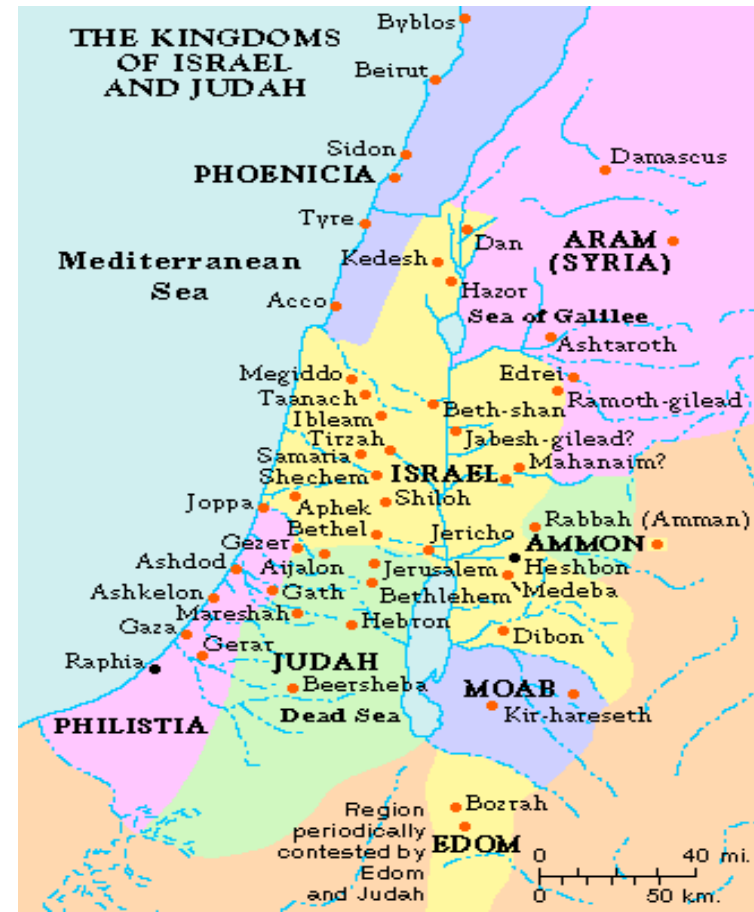 THE KINGDOMS
OF ISRAEL
AND JUDAH
Byblos
Beirut
Sidon
PHOENICIA
Damascus
Tyre
Dan
ARAM
(SYRIA)
Mediterranean
Sea
Kedesh
Hazor
Acco
Sea of Galilee
Ashtaroth
Megiddo
Edrei
Taanach
Ramoth-gilead
Beth-shan
Ibleam
Tirzah
Jabesh-gilead?
Samaria
Mahanaim?
Shechem
ISRAEL
Joppa
Aphek
Shiloh
Bethel
Jericho
Rabbah (Amman)
Gezer
AMMON
Ashdod
Aijalon
Jerusalem
Heshbon
Ashkelon
Gath
Bethlehem
Medeba
Mareshah
Hebron
Gaza
Dibon
Gerar
Raphia
JUDAH
Beersheba
MOAB
Dead Sea
Kir-hareseth
PHILISTIA
Bozrah
Region
periodically
contested by
Edom
and Judah
EDOM
0 40 mi.
0 50 km.